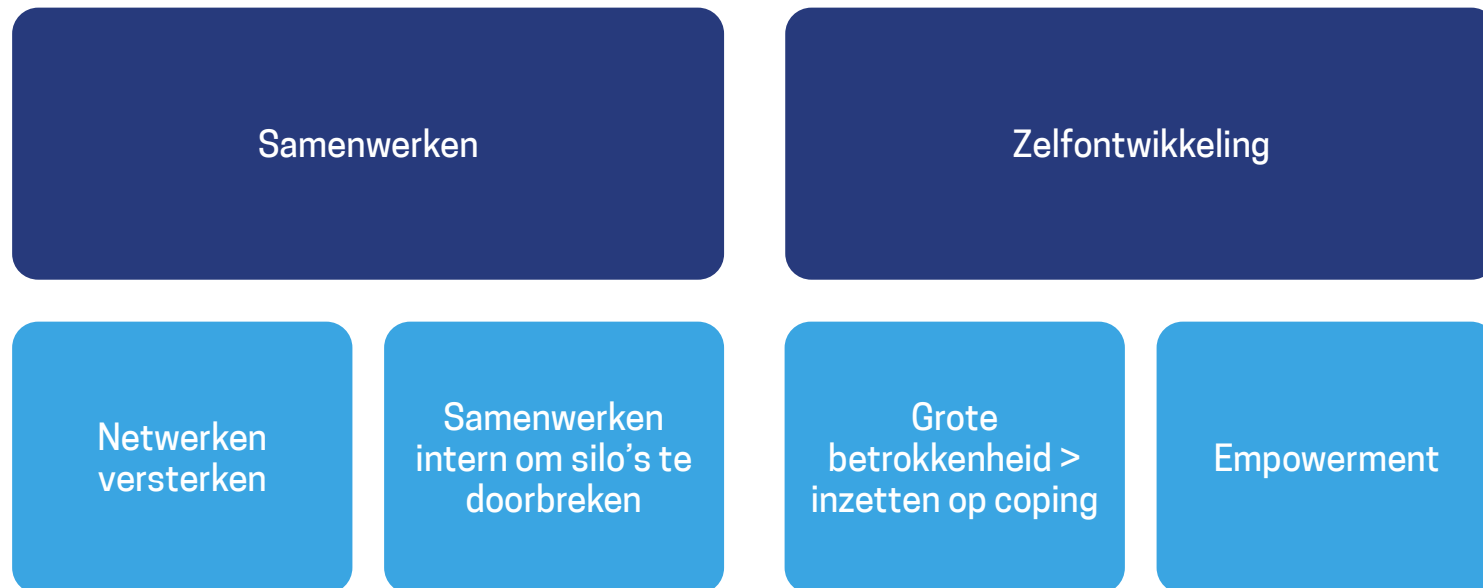 Samenwerken
Zelfontwikkeling
Netwerken
versterken
Samenwerken
intern om silo’s te
doorbreken
Grote
betrokkenheid >
inzetten op coping
Empowerment